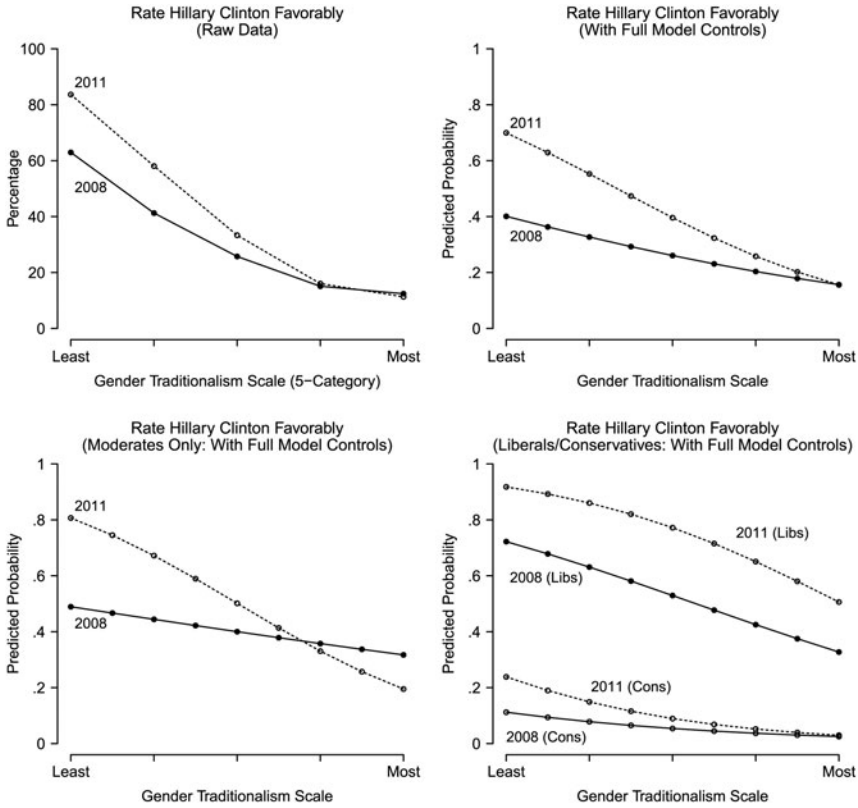 Rate Hillary Clinton Favorably
(Raw Data)
100
80
60
40
20
0
Percentage
2011
2008
Least
Most
Gender Traditionalism Scale (5−Category)
Rate Hillary Clinton Favorably
(With Full Model Controls)
1
.8
.6
.4
.2
0
Predicted Probability
2011
2008
Least
Most
Gender Traditionalism Scale
Rate Hillary Clinton Favorably
(Moderates Only: With Full Model Controls)
1
.8
.6
.4
.2
0
Predicted Probability
2011
2008
Least
Most
Gender Traditionalism Scale
Rate Hillary Clinton Favorably
(Liberals/Conservatives: With Full Model Controls)
1
.8
.6
.4
.2
0
Predicted Probability
2011 (Libs)
2008 (Libs)
2011 (Cons)
2008 (Cons)
Least
Most
Gender Traditionalism Scale